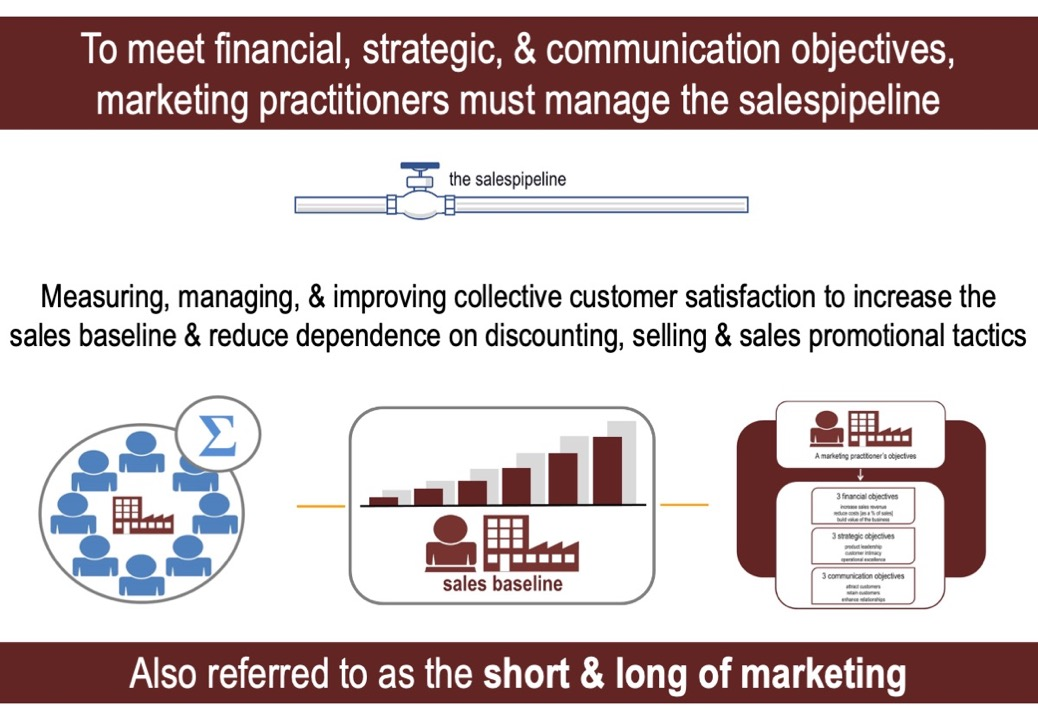 To meet financial, strategic, & communication objectives,
marketing practitioners must manage the salespipeline
the salespipeline
Measuring, managing, & improving collective customer satisfaction to increase the
sales baseline & reduce dependence on discounting, selling & sales promotional tactics
Σ
sales baseline
A marketing practitioner's objectives
3 financial objectives
increase sales revenue
reduce costs [as a % of sales]
build value of the business
3 strategic objectives
product leadership
customer intimacy
operational excellence
3 communication objectives
attract customers
retain customers
enhance relationships
Also referred to as the short & long of marketing